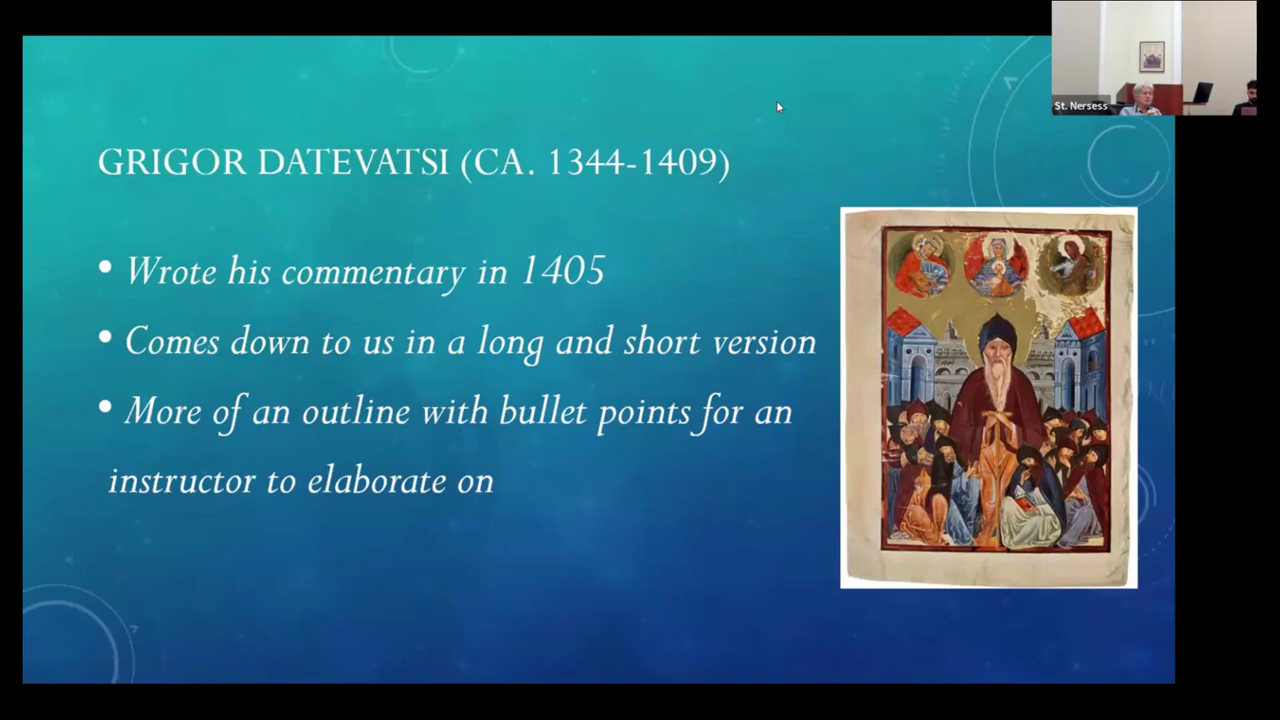 St. Nersess
GRIGOR DATEVATSI (CA. 1344-1409)
• Wrote his commentary in 1405
• Comes down to us in a long and short version
• More of an outline with bullet points for an
instructor to elaborate on